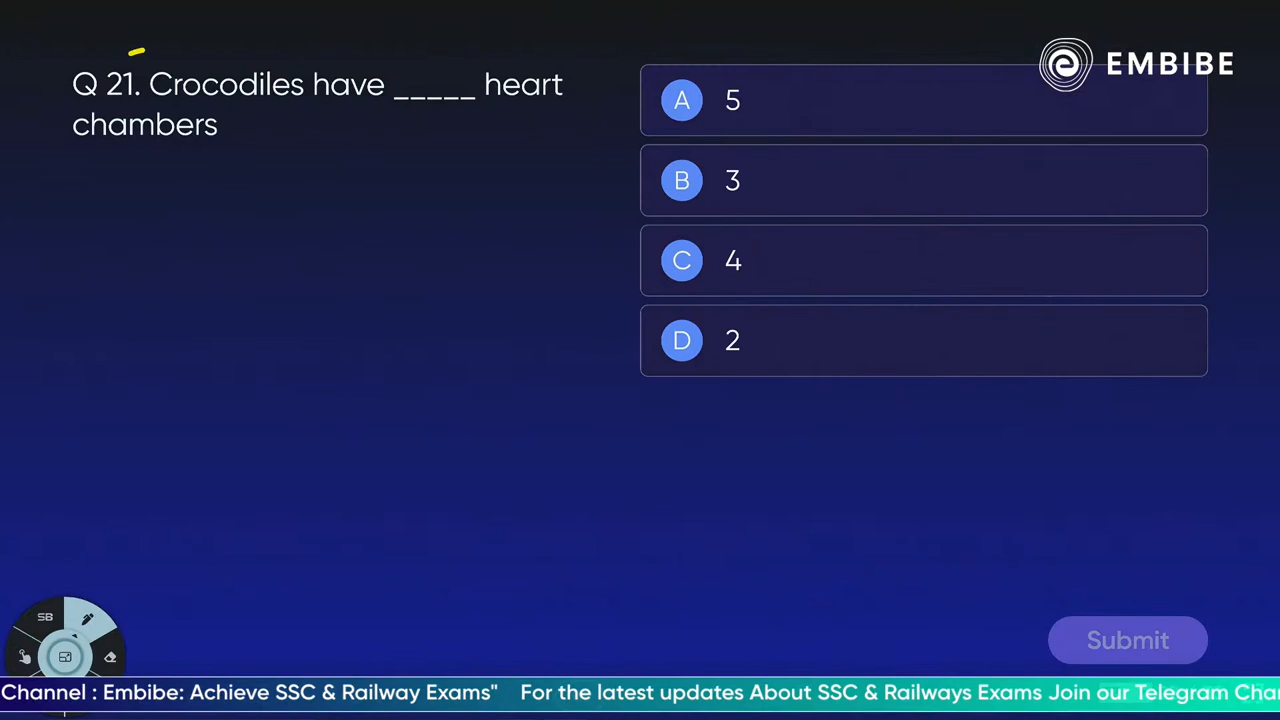 EMBIBE
Q 21. Crocodiles have _____ heart
chambers
A 5
B 3
C 4
D 2
SB
Submit
Channel : Embibe: Achieve SSC & Railway Exams" For the latest updates About SSC & Railways Exams Join our Telegram Chan